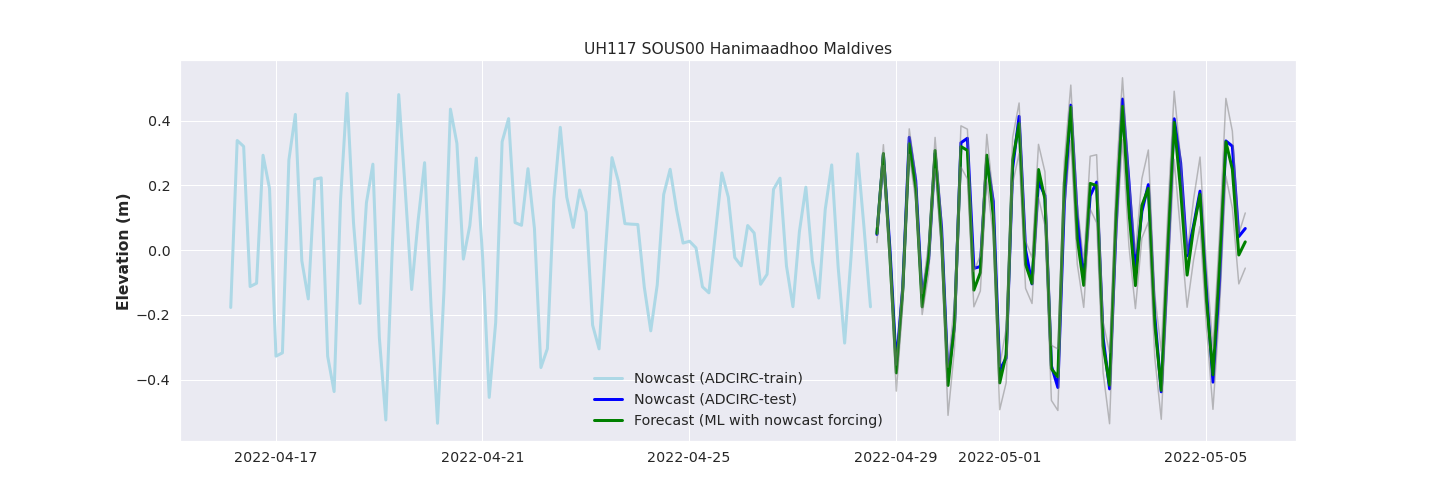 UH117 SOUS00 Hanimaadhoo Maldives
Elevation (m)
0.4
0.2
0.0
−0.2
−0.4
Nowcast (ADCIRC-train)
Nowcast (ADCIRC-test)
Forecast (ML with nowcast forcing)
2022-04-17 2022-04-21 2022-04-25 2022-04-29 2022-05-01 2022-05-05